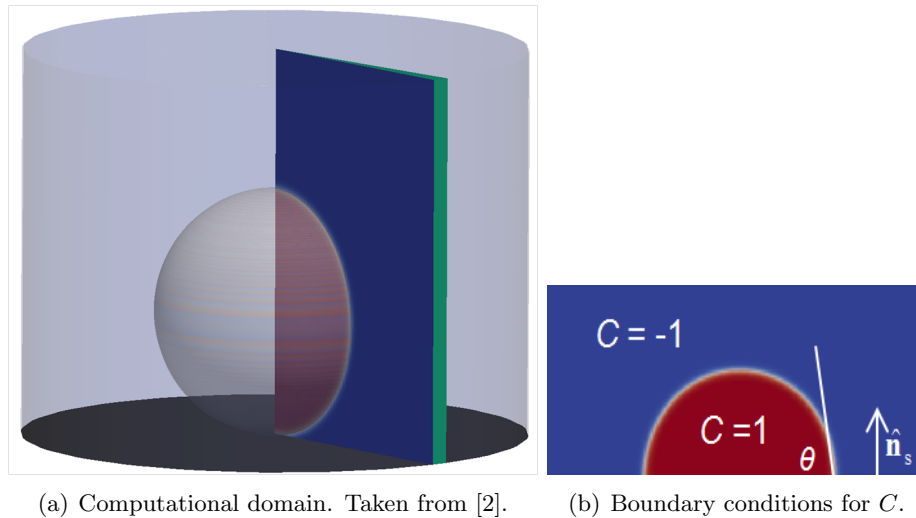 C = -1
C =1
θ
n̂s
(a) Computational domain. Taken from [2].
(b) Boundary conditions for C.